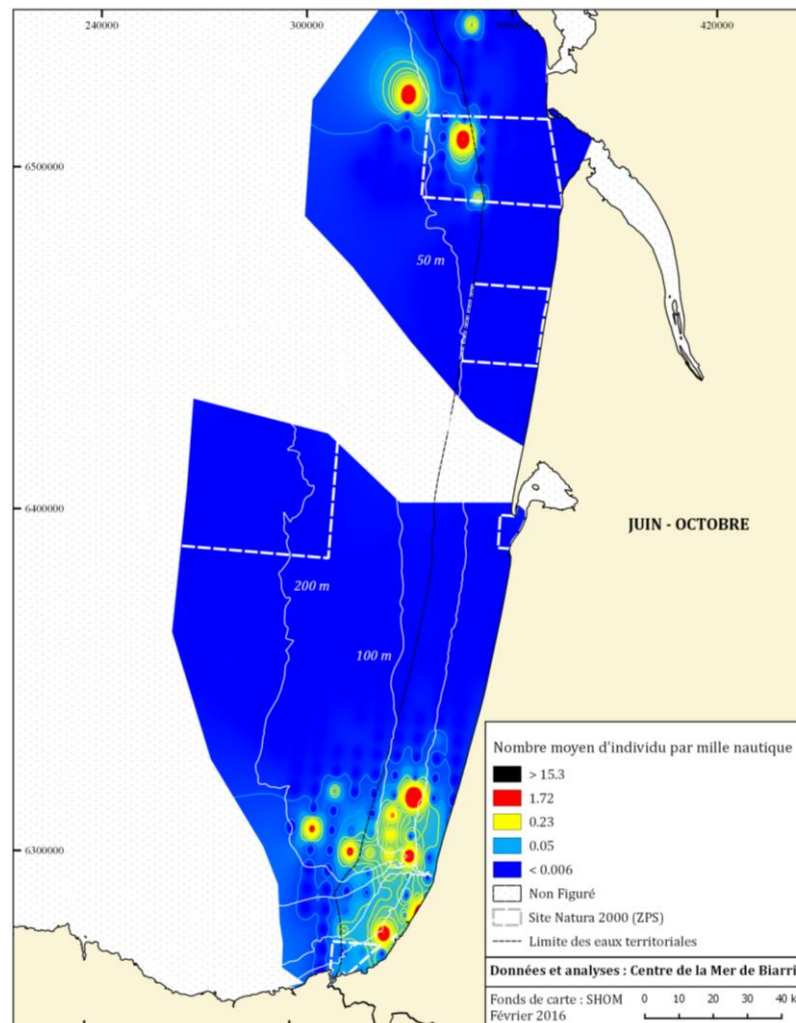 240000 300000 420000
6500000
50 m
6400000
JUIN - OCTOBRE
200 m
100 m
Nombre moyen d'individu par mille nautique
> 15.3
1.72
0.23
0.05
< 0.006
6300000
Non Figuré
Site Natura 2000 (ZPS)
Limite des eaux territoriales
Données et analyses : Centre de la Mer de Biarri
Fonds de carte : SHOM
Février 2016
0 10 20 30 40 k